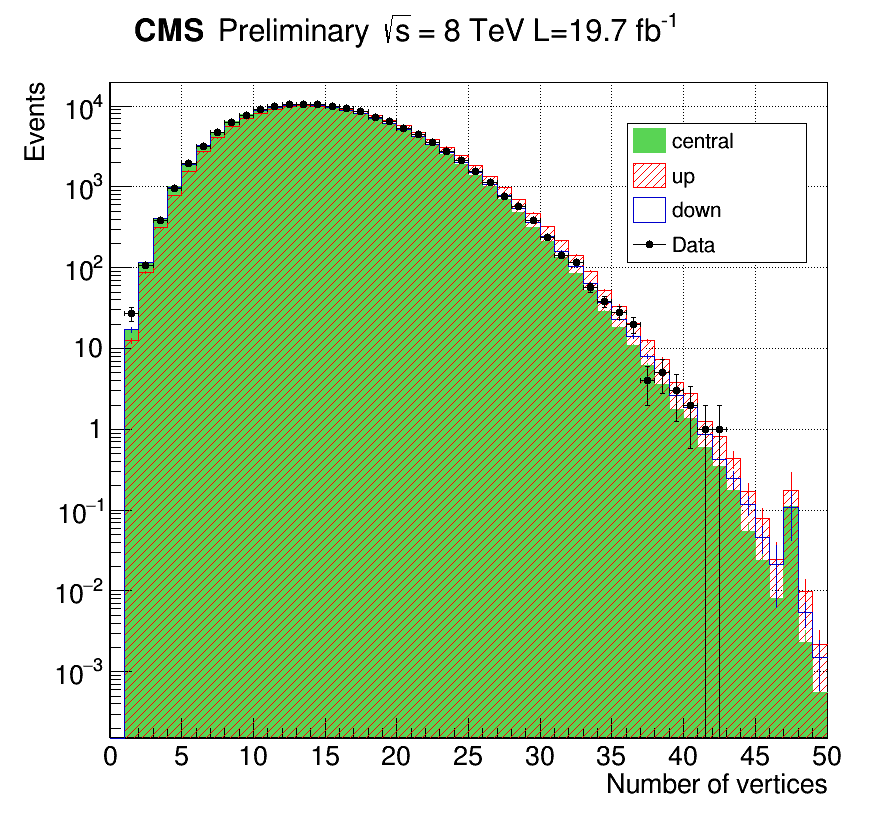 CMS Preliminary √s = 8 TeV L=19.7 fb⁻¹
Events
10⁴
10³
10²
10
1
10⁻¹
10⁻²
10⁻³
central
up
down
Data
0 5 10 15 20 25 30 35 40 45 50
Number of vertices